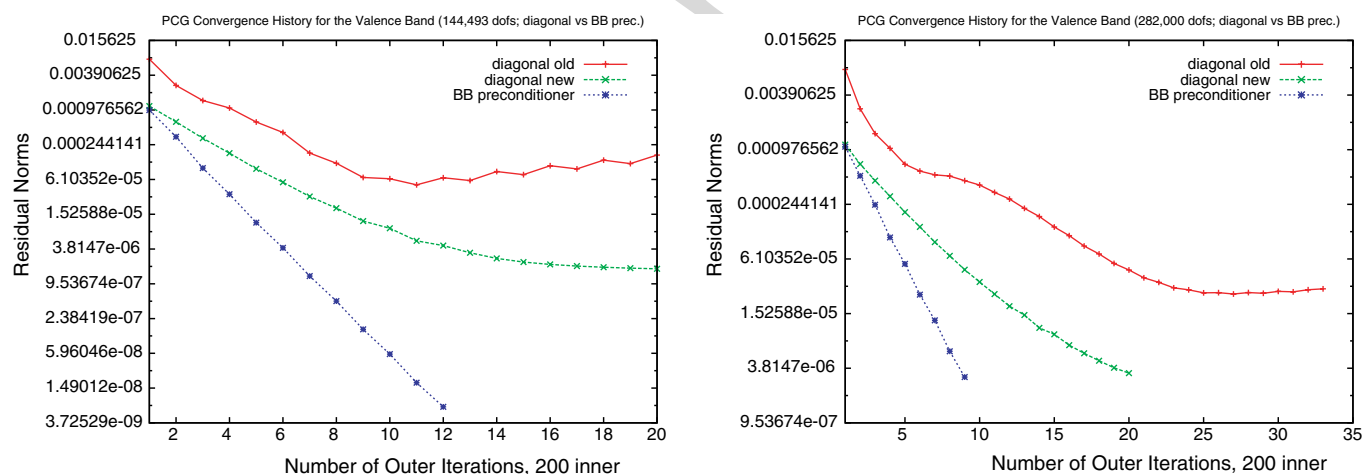 PCG Convergence History for the Valence Band (144,493 dofs; diagonal vs BB prec.)
0.015625
0.00390625
0.000976562
0.000244141
6.10352e-05
1.52588e-05
3.8147e-06
9.53674e-07
2.38419e-07
5.96046e-08
1.49012e-08
3.72529e-09
Residual Norms
diagonal old
diagonal new
BB preconditioner
2 4 6 8 10 12 14 16 18 20
Number of Outer Iterations, 200 inner
PCG Convergence History for the Valence Band (282,000 dofs; diagonal vs BB prec.)
0.015625
0.00390625
0.000976562
0.000244141
6.10352e-05
1.52588e-05
3.8147e-06
9.53674e-07
Residual Norms
diagonal old
diagonal new
BB preconditioner
5 10 15 20 25 30 35
Number of Outer Iterations, 200 inner